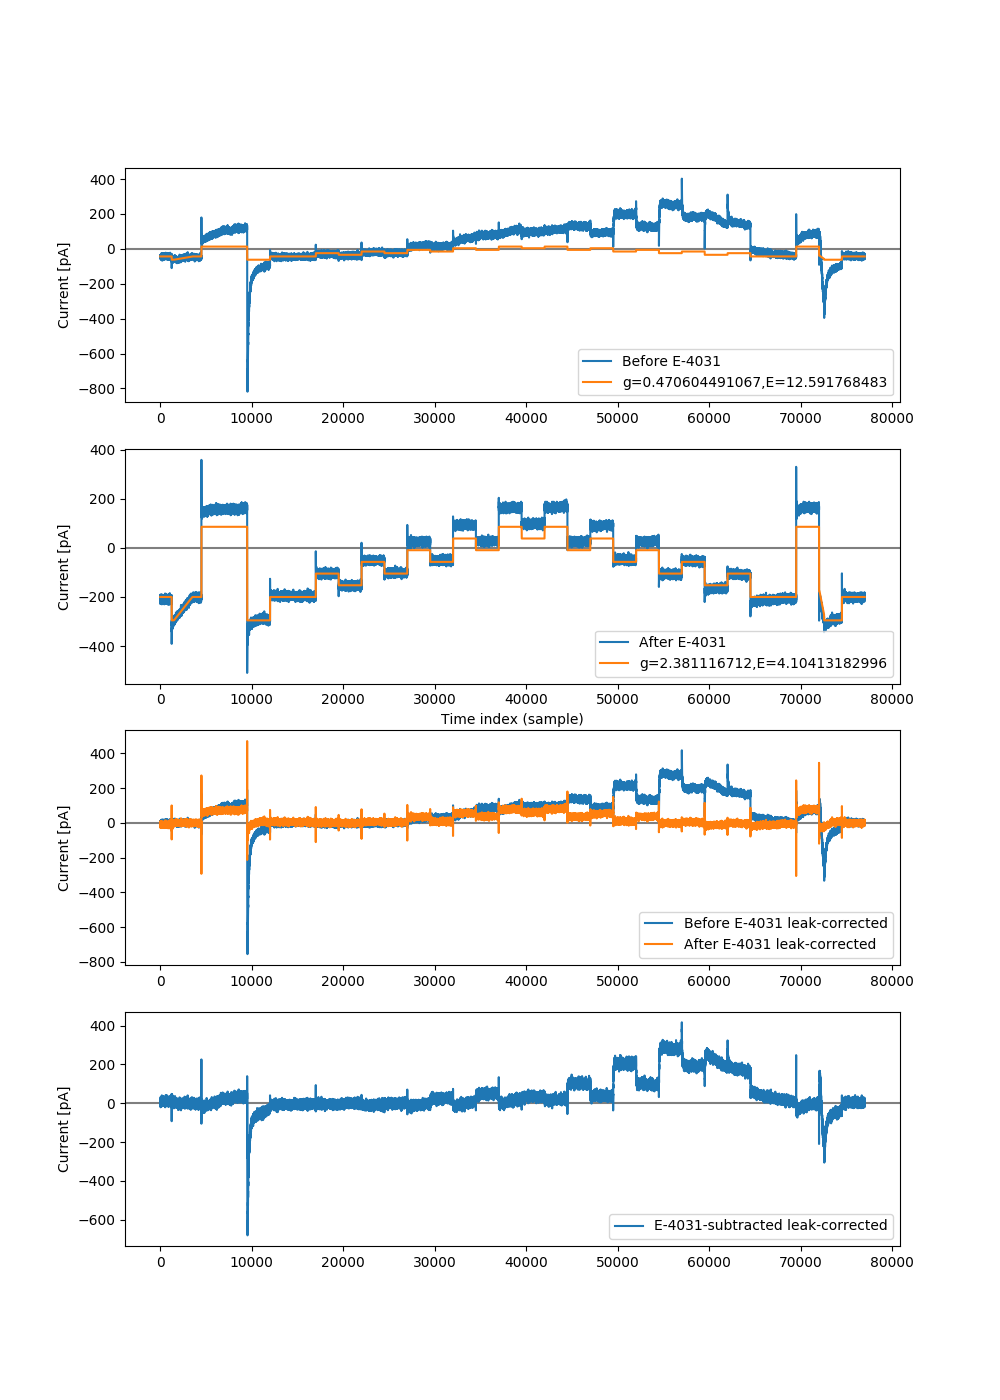 400
200
0
−200
−400
−600
−800
Current [pA]
Before E-4031
g=0.470604491067,E=12.591768483
0 10000 20000 30000 40000 50000 60000 70000 80000
400
200
0
−200
−400
Current [pA]
After E-4031
g=2.381116712,E=4.10413182996
0 10000 20000 30000 40000 50000 60000 70000 80000
Time index (sample)
400
200
0
−200
−400
−600
−800
Current [pA]
Before E-4031 leak-corrected
After E-4031 leak-corrected
0 10000 20000 30000 40000 50000 60000 70000 80000
400
200
0
−200
−400
−600
Current [pA]
E-4031-subtracted leak-corrected
0 10000 20000 30000 40000 50000 60000 70000 80000